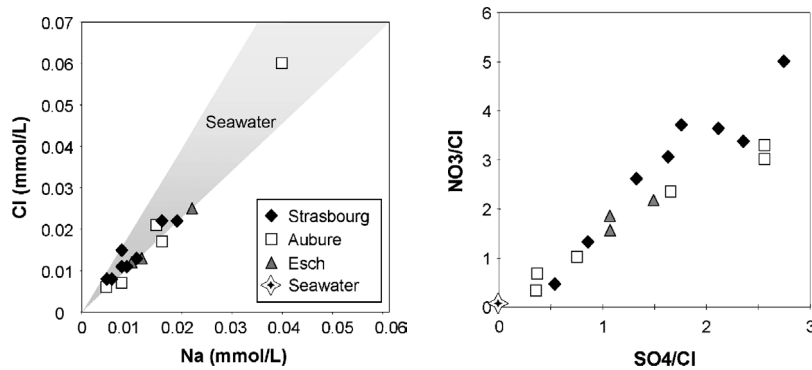 0.07
0.06
0.05
0.04
0.03
0.02
0.01
0
0.01
0.02
0.03
0.04
0.05
0.06
Cl (mmol/L)
Na (mmol/L)
Seawater
Strasbourg
Aubure
Esch
Seawater
6
5
4
3
2
1
0
0
1
2
3
NO3/Cl
SO4/Cl